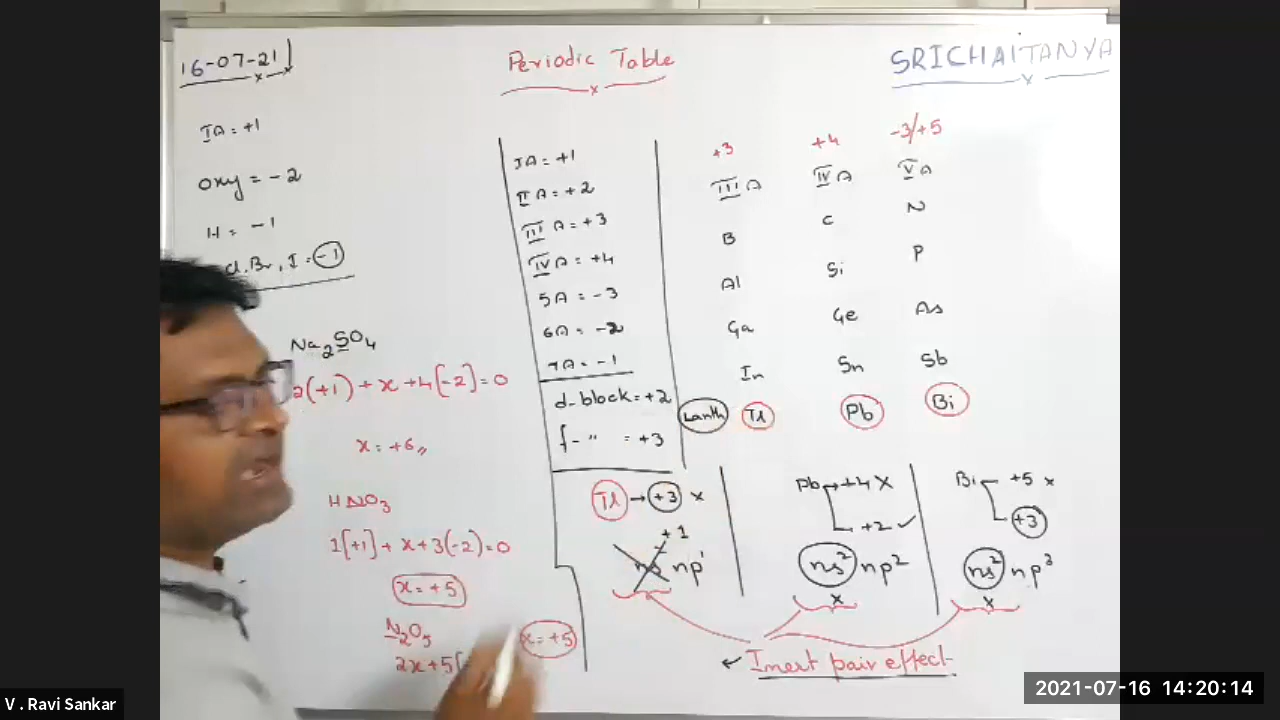 16-07-21
Periodic Table
SRICHAITANYA
IA = +1
oxy = -2
H = -1
Cl, Br, I = -1
Na2SO4
2(+1) + x + 4[-2] = 0
x = +6
HNO3
1[+1] + x + 3(-2) = 0
x = +5
N2O5
x = +5
2x + 5[
IA = +1
IIA = +2
IIIA = +3
IVA = +4
5A = -3
6A = -2
7A = -1
d-block = +2
f- " = +3
+3 +4 -3/+5
IIIA IVA VA
B C N
Al Si P
Ga Ge As
In Sn Sb
Lanth Tl Pb Bi
Tl → +3 x
+1
ns np1
Pb → +4 X
+2 ✓
ns2 np2
x
Bi +5 x
+3
ns2 np3
x
Inert pair effect
V . Ravi Sankar
2021-07-16 14:20:14